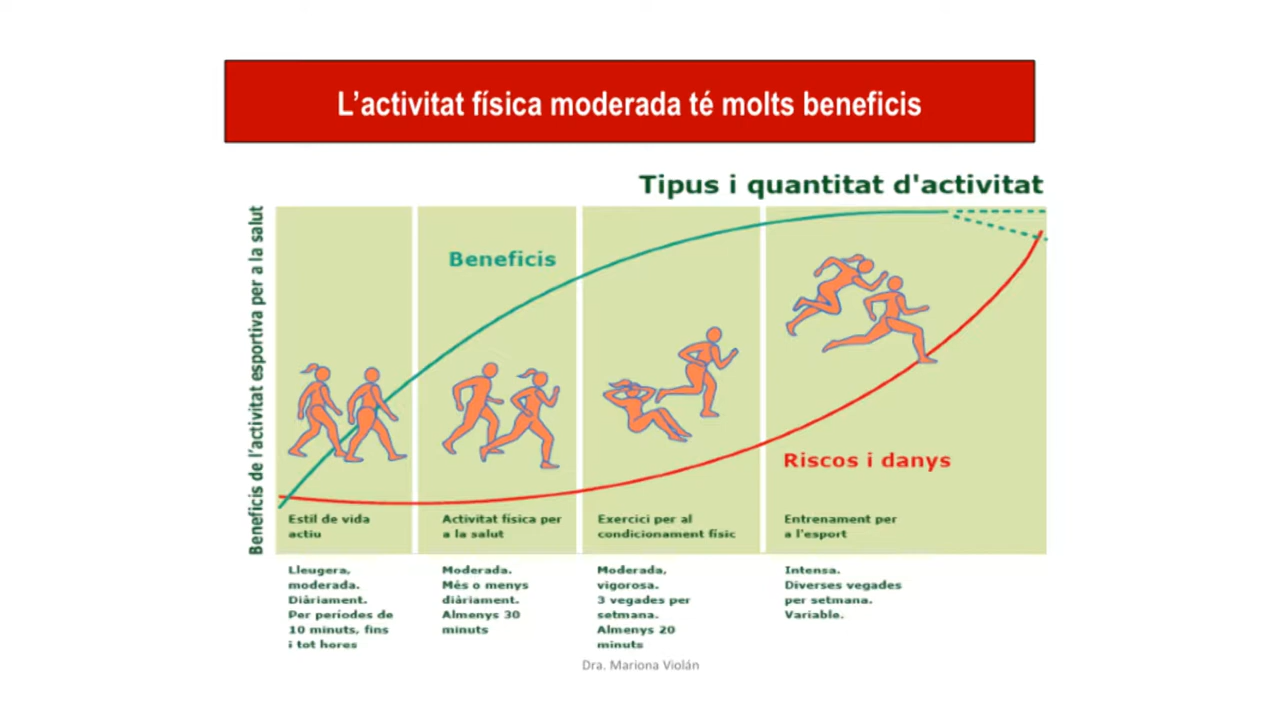 L’activitat física moderada té molts beneficis
Tipus i quantitat d'activitat
Beneficis de l’activitat esportiva per a la salut
Beneficis
Riscos i danys
Estil de vida
actiu
Activitat física per
a la salut
Exercici per al
condicionament físic
Entrenament per
a l'esport
Lleugera,
moderada.
Diàriament.
Per períodes de
10 minuts, fins
i tot hores
Moderada.
Més o menys
diàriament.
Almenys 30
minuts
Moderada,
vigorosa.
3 vegades per
setmana.
Almenys 20
minuts
Intensa.
Diverses vegades
per setmana.
Variable.
Dra. Mariona Violán